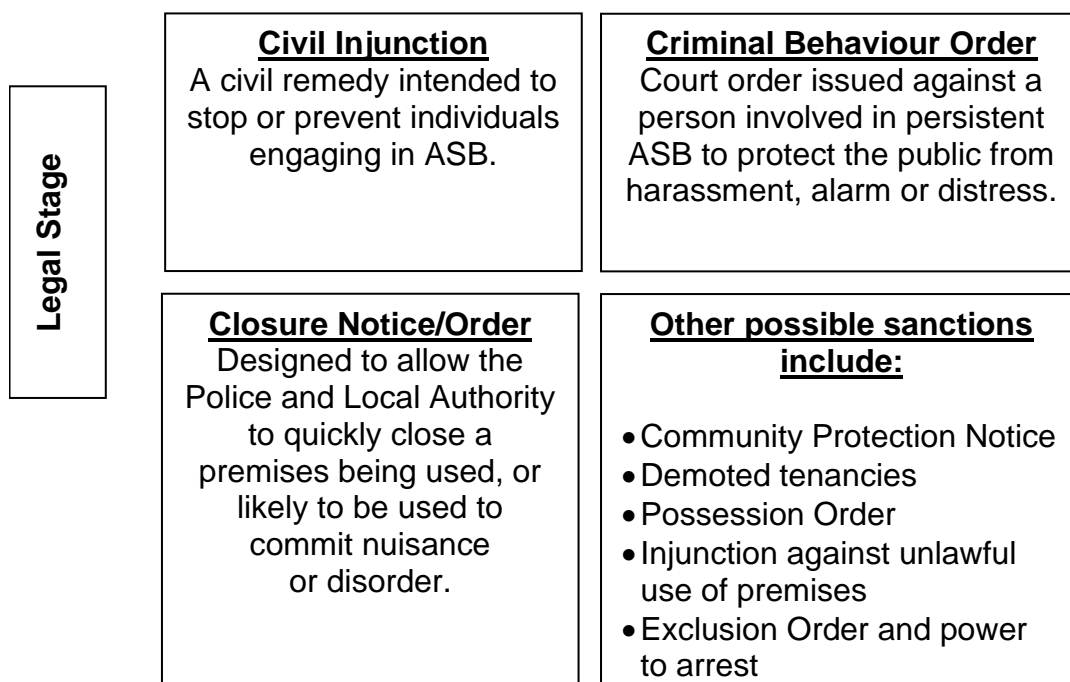 Legal Stage
Civil Injunction
A civil remedy intended to
stop or prevent individuals
engaging in ASB.
Criminal Behaviour Order
Court order issued against a
person involved in persistent
ASB to protect the public from
harassment, alarm or distress.
Closure Notice/Order
Designed to allow the
Police and Local Authority
to quickly close a
premises being used, or
likely to be used to
commit nuisance
or disorder.
Other possible sanctions
include:
•Community Protection Notice
•Demoted tenancies
•Possession Order
•Injunction against unlawful
use of premises
•Exclusion Order and power
to arrest